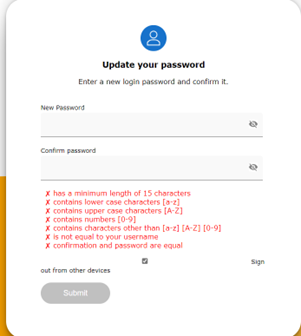 Update your password
Enter a new login password and confirm it.
New Password
Confirm password
✗ has a minimum length of 15 characters
✗ contains lower case characters [a-z]
✗ contains upper case characters [A-Z]
✗ contains numbers [0-9]
✗ contains characters other than [a-z] [A-Z] [0-9]
✗ is not equal to your username
✗ confirmation and password are equal
Sign
out from other devices
Submit